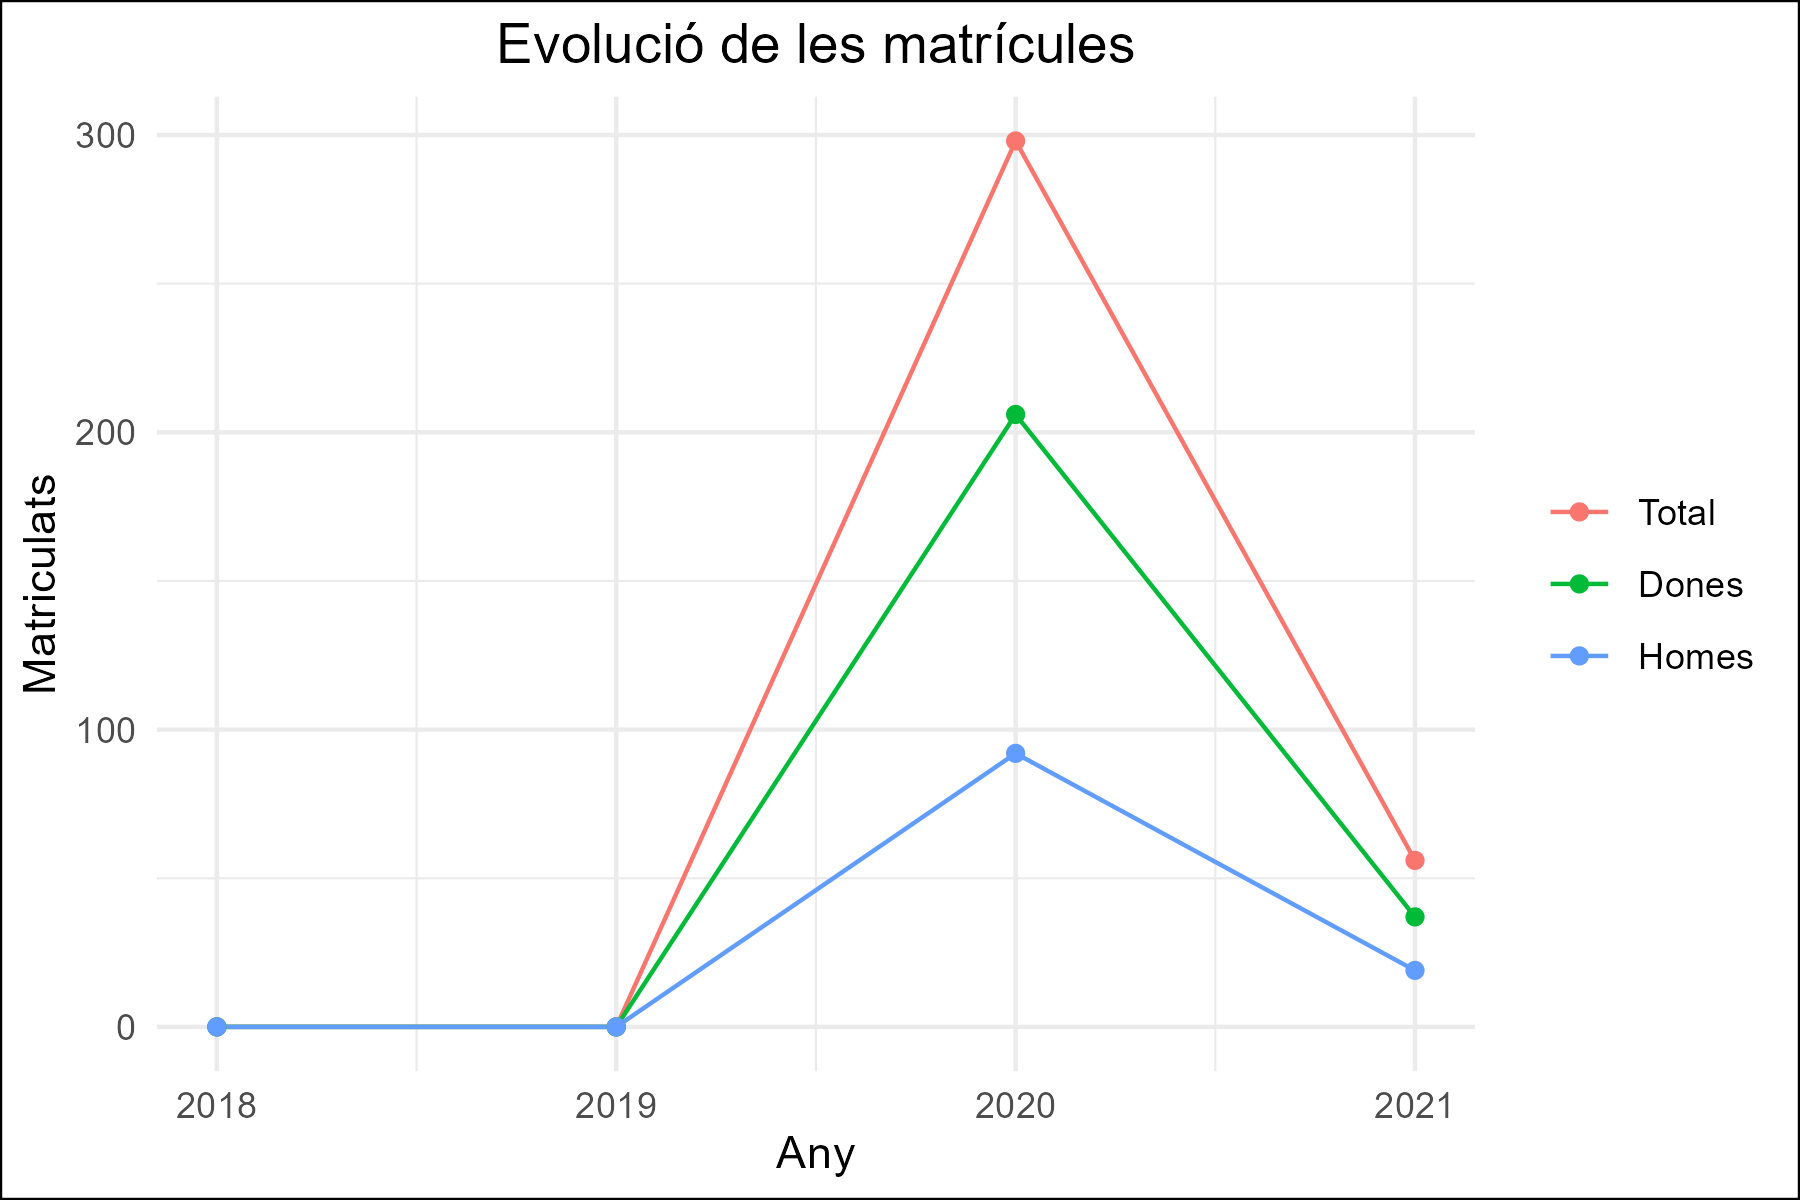 Evolució de les matrícules
300
200
100
0
Matriculats
2018
2019
2020
2021
Any
Total
Dones
Homes